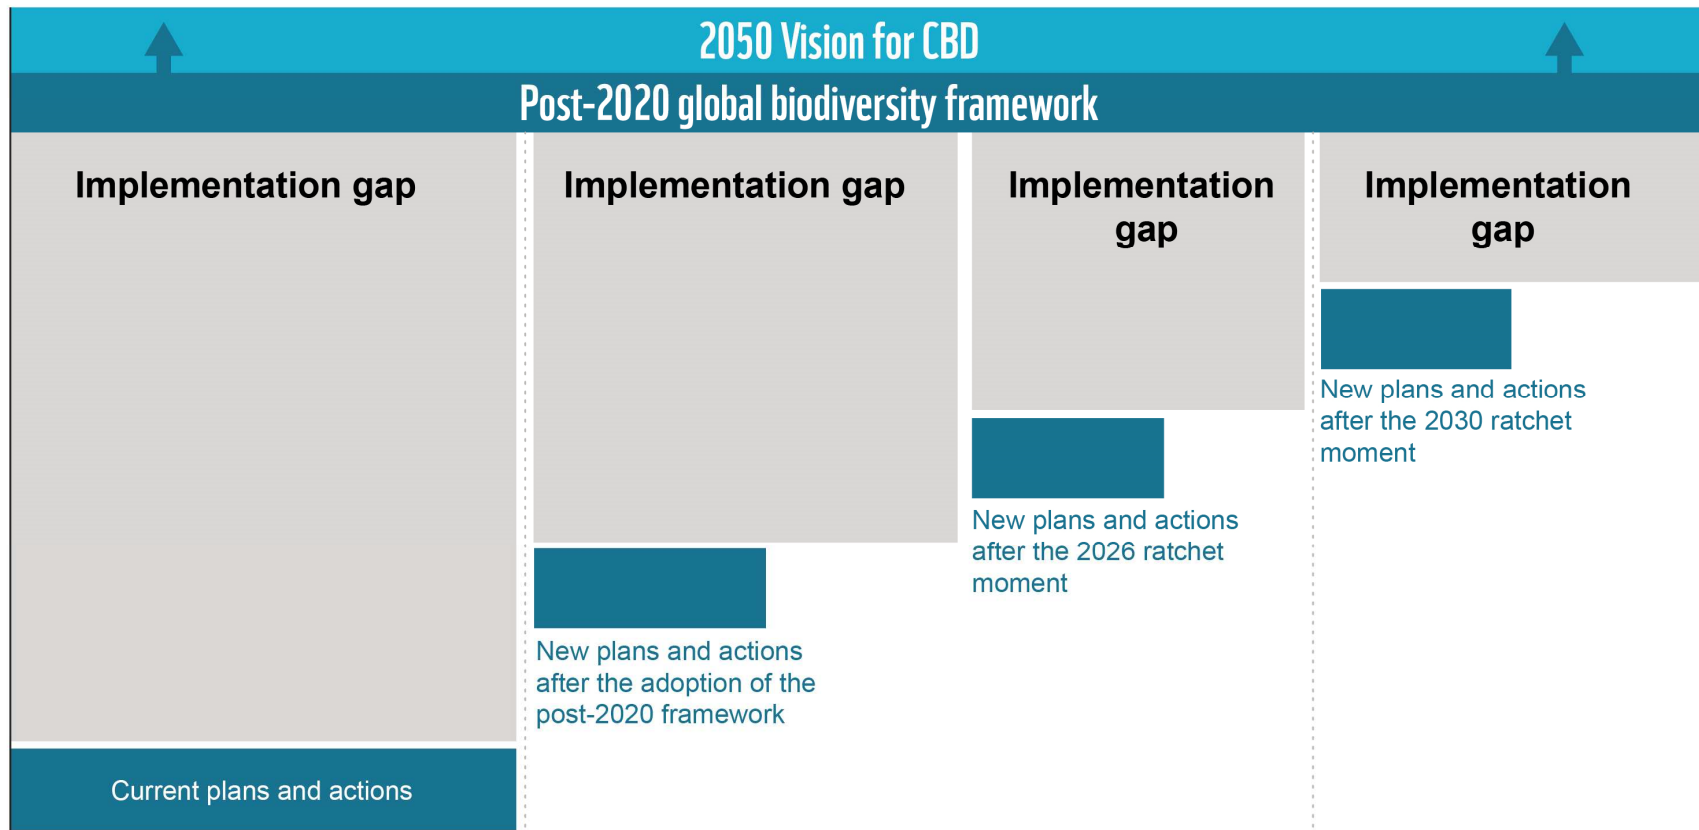 2050 Vision for CBD
Post-2020 global biodiversity framework
Implementation gap
Implementation gap
Implementation
gap
Implementation
gap
New plans and actions
after the 2030 ratchet
moment
New plans and actions
after the 2026 ratchet
moment
New plans and actions
after the adoption of the
post-2020 framework
Current plans and actions